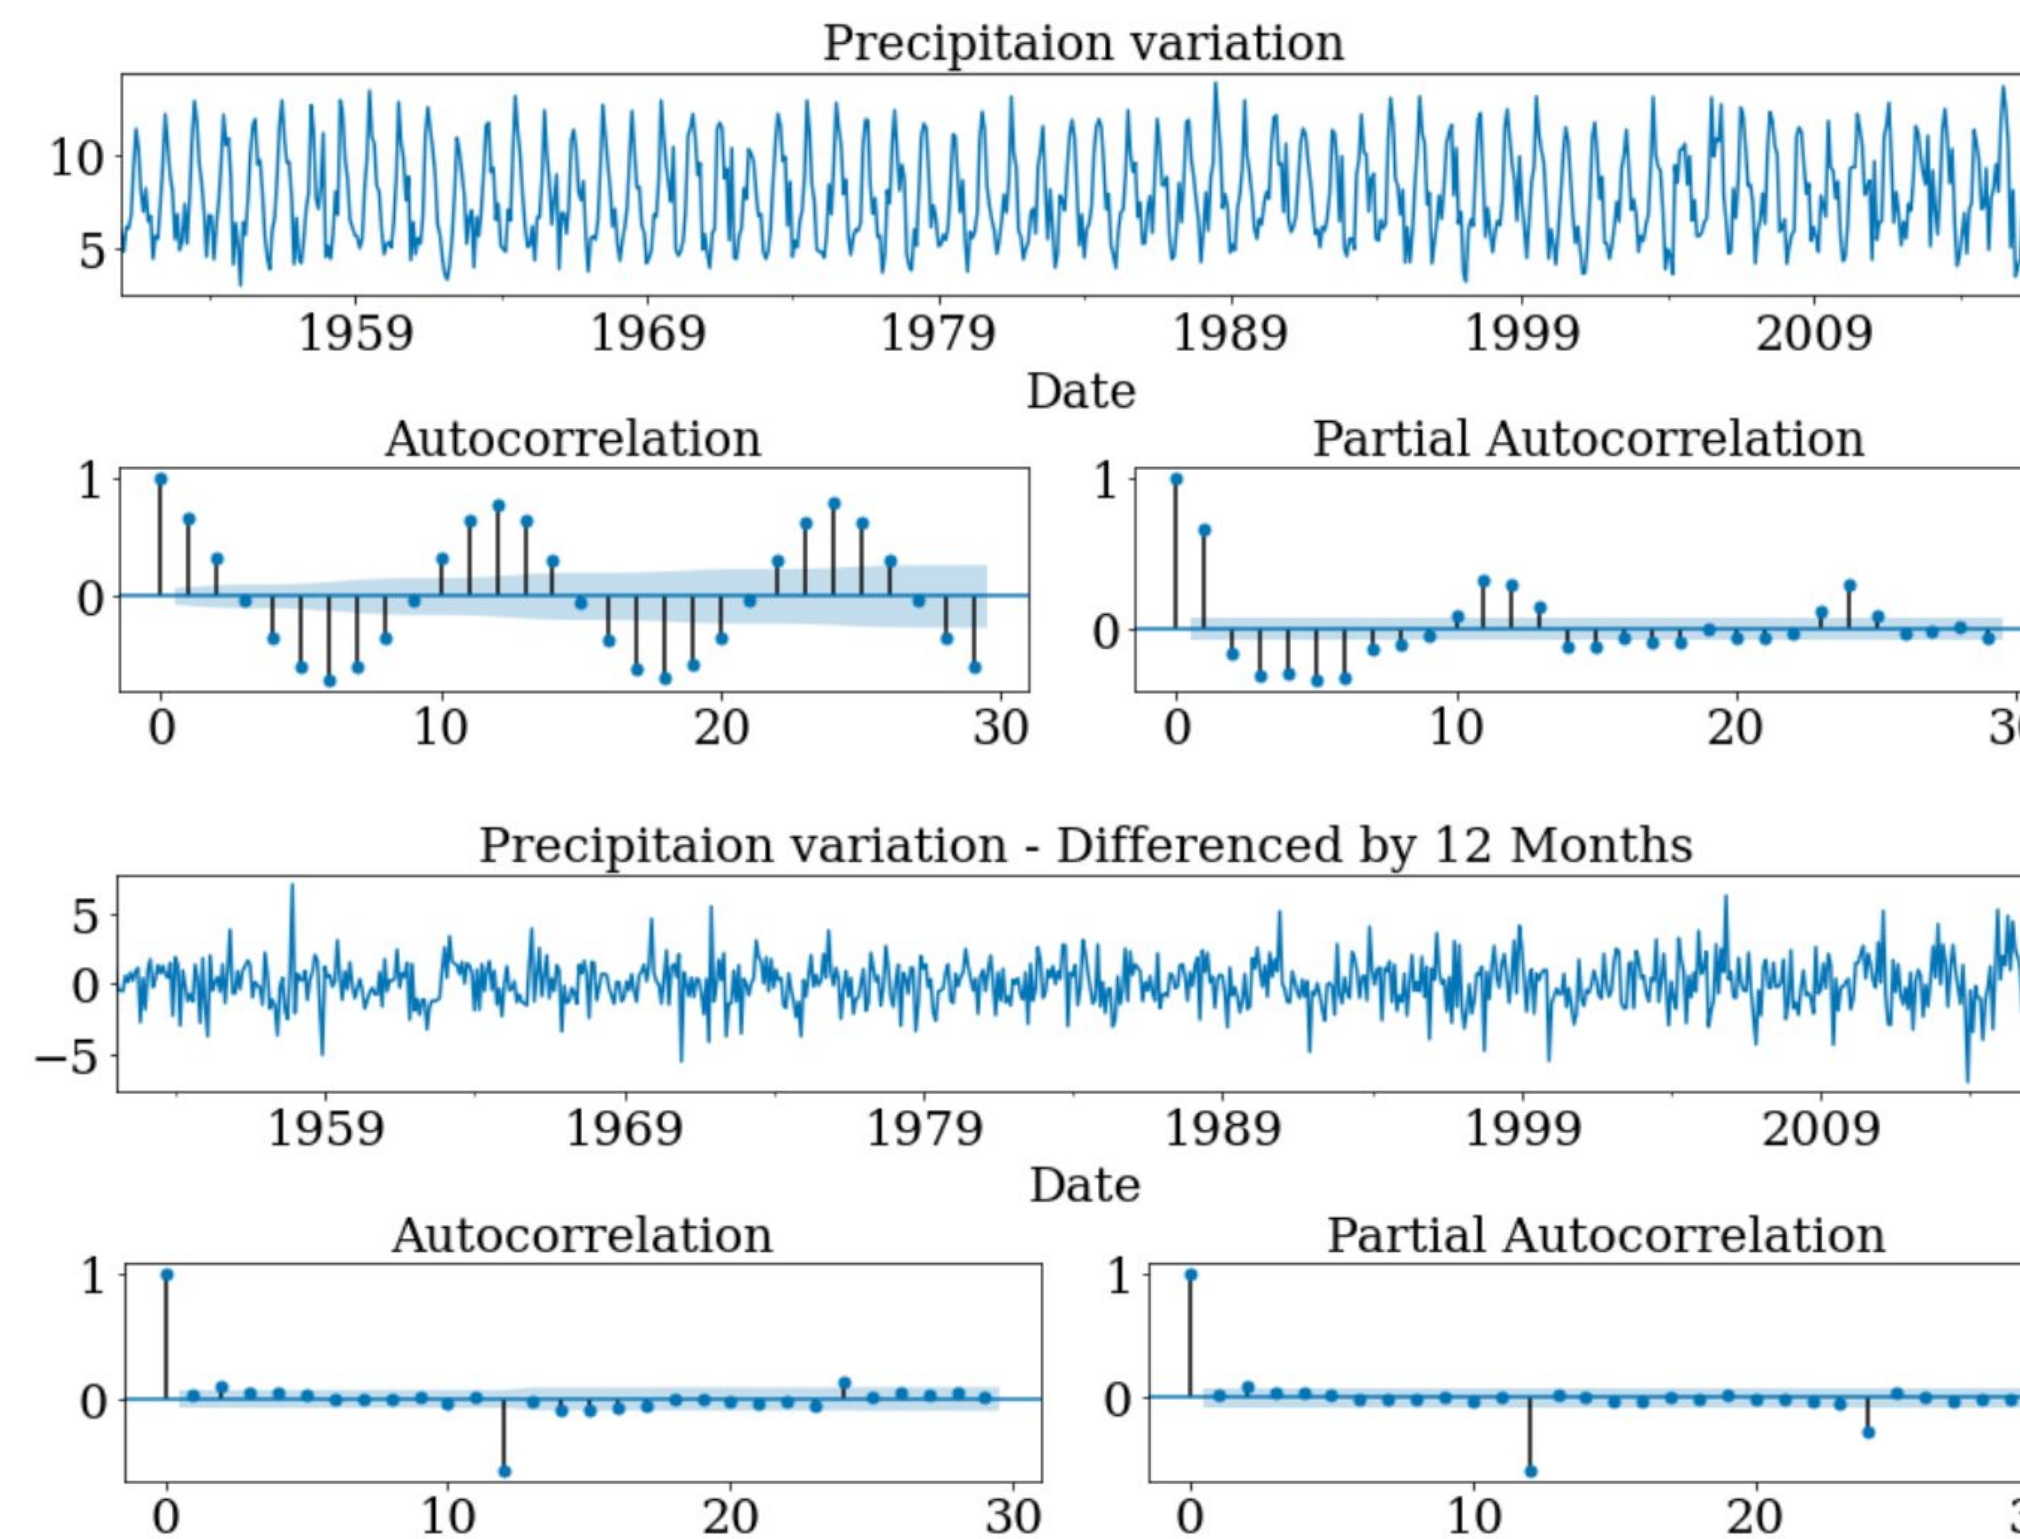 Precipitaion variation
10
5
1959 1969 1979 1989 1999 2009
Date
Autocorrelation Partial Autocorrelation
1 1
0 0
0 10 20 30 0 10 20
Precipitaion variation - Differenced by 12 Months
5
0
−5
1959 1969 1979 1989 1999 2009
Date
Autocorrelation Partial Autocorrelation
1 1
0 0
0 10 20 30 0 10 20